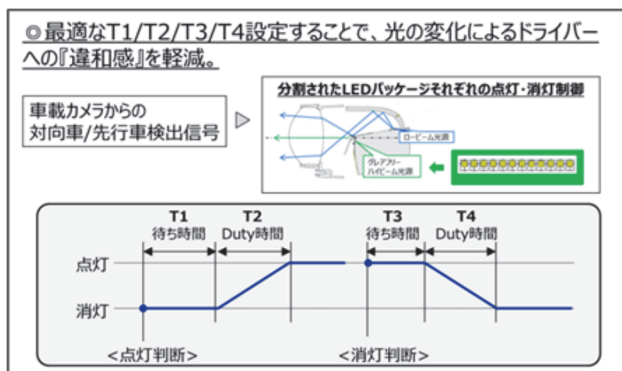 ◎最適なT1/T2/T3/T4設定することで、光の変化によるドライバー
への『違和感』を軽減。
車載カメラからの
対向車/先行車検出信号
分割されたLEDパッケージそれぞれの点灯・消灯制御
ロービーム光源
グレアフリー
ハイビーム光源
T1 T2 T3 T4
待ち時間 Duty時間 待ち時間 Duty時間
点灯
消灯
<点灯判断> <消灯判断>